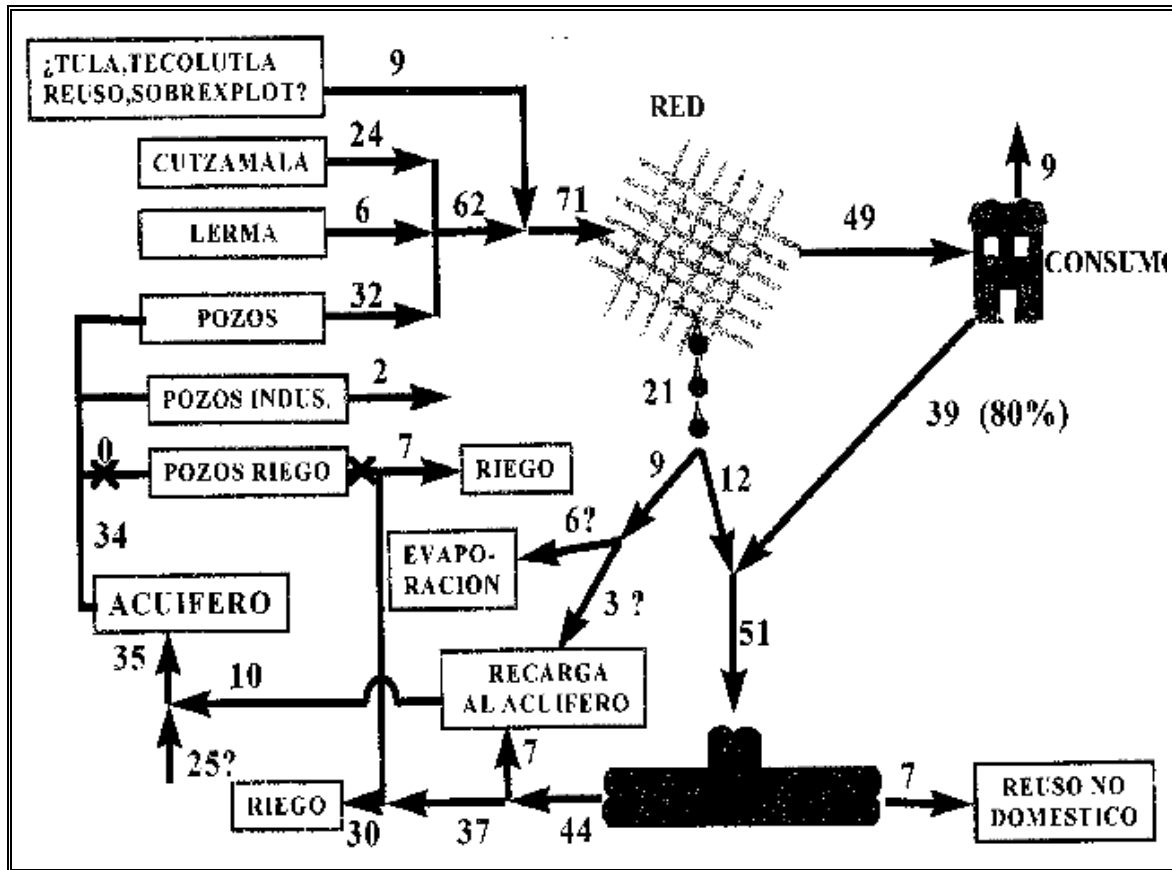 ¿TULA,TECOLUTLA
REUSO,SOBREXPLOT?
9
RED
CUTZAMALA
24
9
LERMA
6
62
71
49
CONSUMO
POZOS
32
POZOS INDUS.
2
21
39 (80%)
0
POZOS RIEGO
7
RIEGO
9
12
34
6?
EVAPO-
RACION
3 ?
ACUIFERO
51
35
10
RECARGA
AL ACUIFERO
25?
7
7
REUSO NO
DOMESTICO
RIEGO
30
37
44